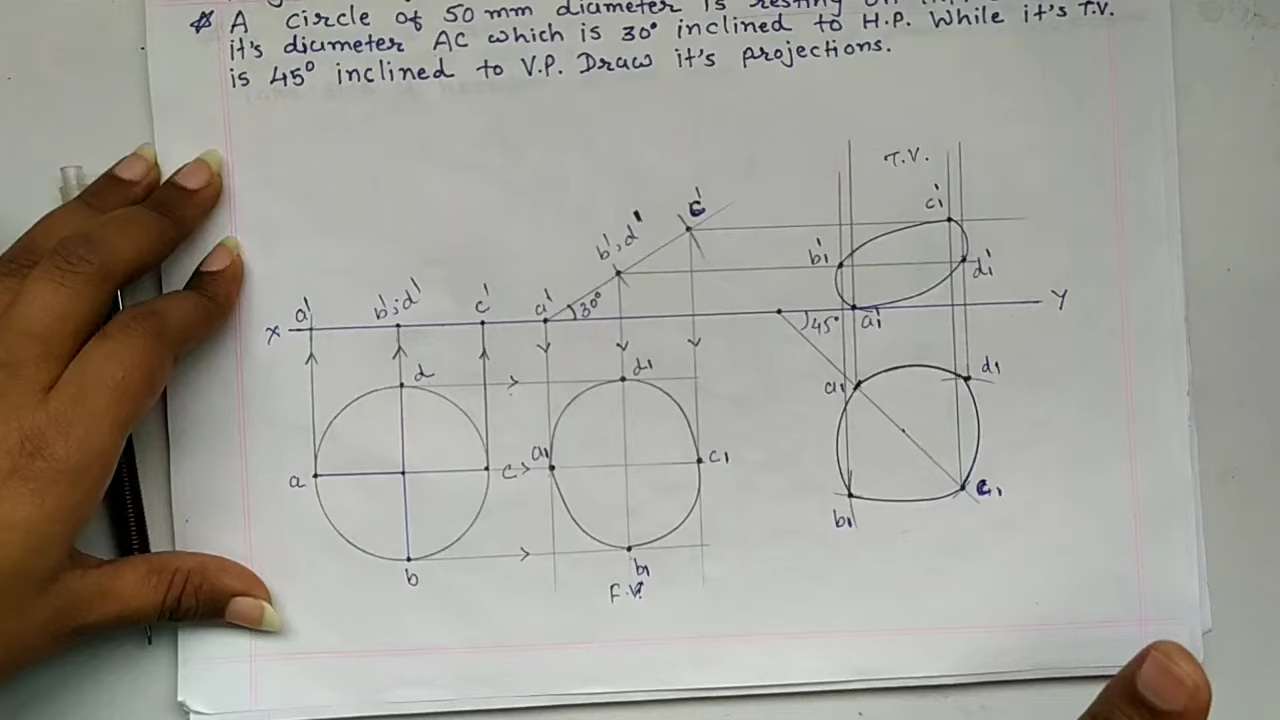 A circle of 50 mm diameter is resting on
it's diameter AC which is 30° inclined to H.P. While it's T.V.
is 45° inclined to V.P. Draw it's projections.
T.V.
c'
c1'
b', d'
b1'
d1'
a' b', d' c' a' 30°
X Y
45° a1'
d d1 a1 d1
a c a1 c1
c1
b b1 b1
F.V.